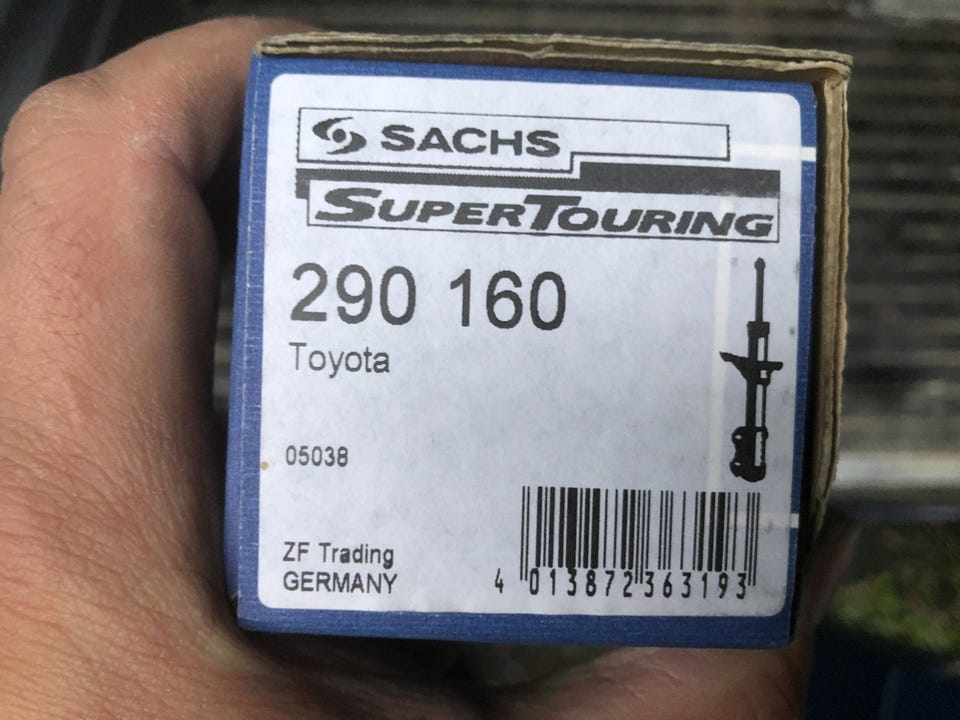 SACHS
SUPERTOURING
290 160
Toyota
05038
ZF Trading
GERMANY
4 013872 363193